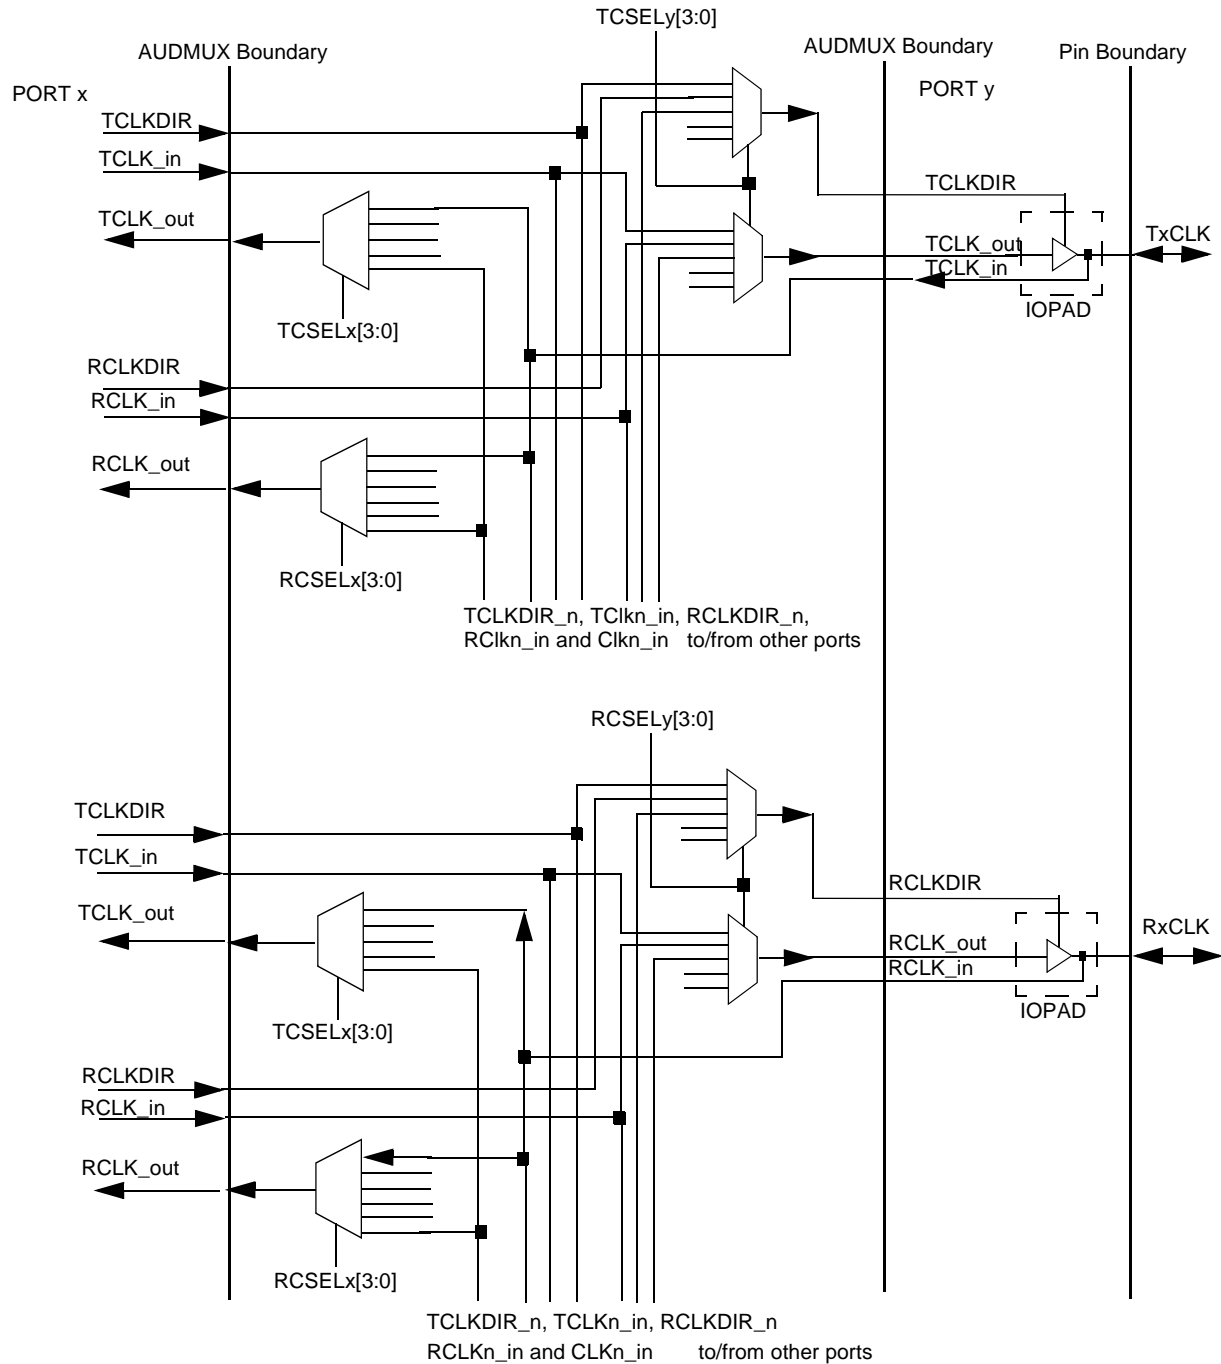 TCSELy[3:0]
AUDMUX Boundary
AUDMUX Boundary
Pin Boundary
PORT x
PORT y
TCLKDIR
TCLK_in
TCLKDIR
TCLK_out
TxCLK
TCLK_out
TCLK_in
IOPAD
TCSELx[3:0]
RCLKDIR
RCLK_in
RCLK_out
RCSELx[3:0]
TCLKDIR_n, TClkn_in, RCLKDIR_n,
RClkn_in and Clkn_in to/from other ports
RCSELy[3:0]
TCLKDIR
TCLK_in
RCLKDIR
TCLK_out
RxCLK
RCLK_out
RCLK_in
IOPAD
TCSELx[3:0]
RCLKDIR
RCLK_in
RCLK_out
RCSELx[3:0]
TCLKDIR_n, TCLKn_in, RCLKDIR_n
RCLKn_in and CLKn_in to/from other ports